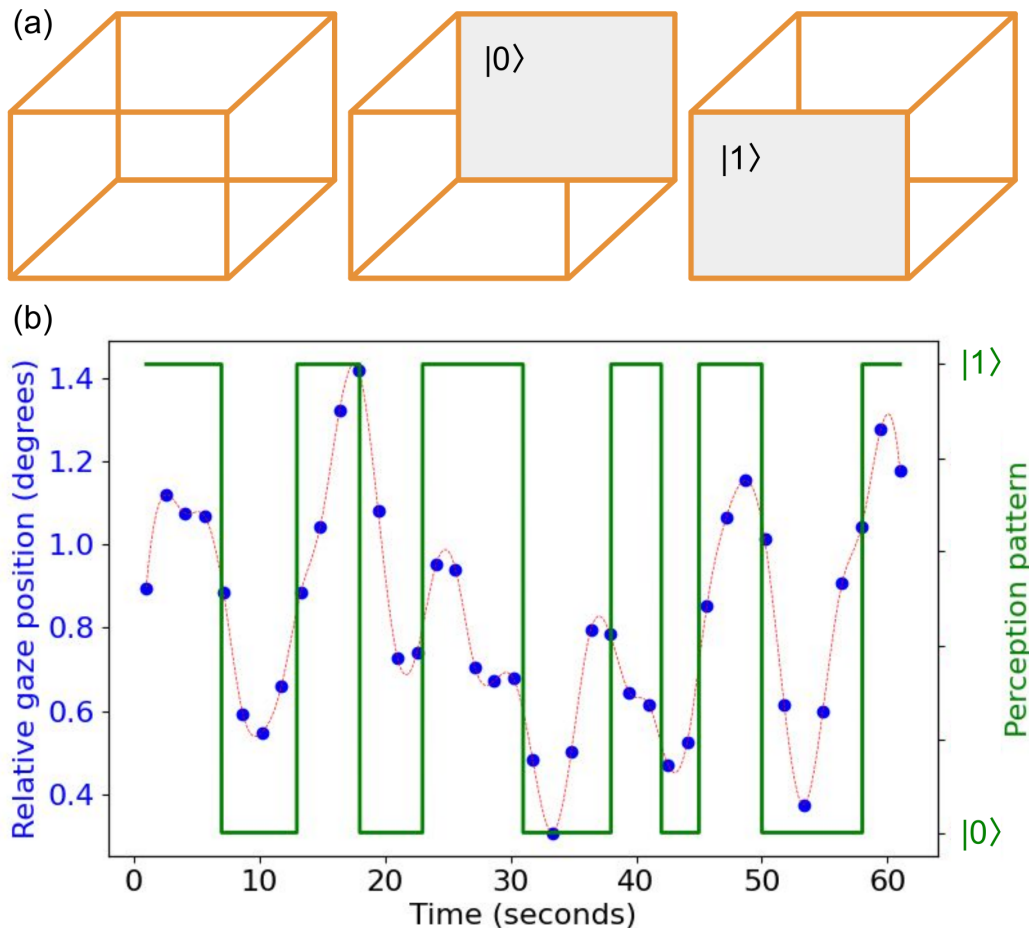 (a)
|0⟩
|1⟩
(b)
Relative gaze position (degrees)
1.4
1.2
1.0
0.8
0.6
0.4
|1⟩
Perception pattern
|0⟩
0 10 20 30 40 50 60
Time (seconds)